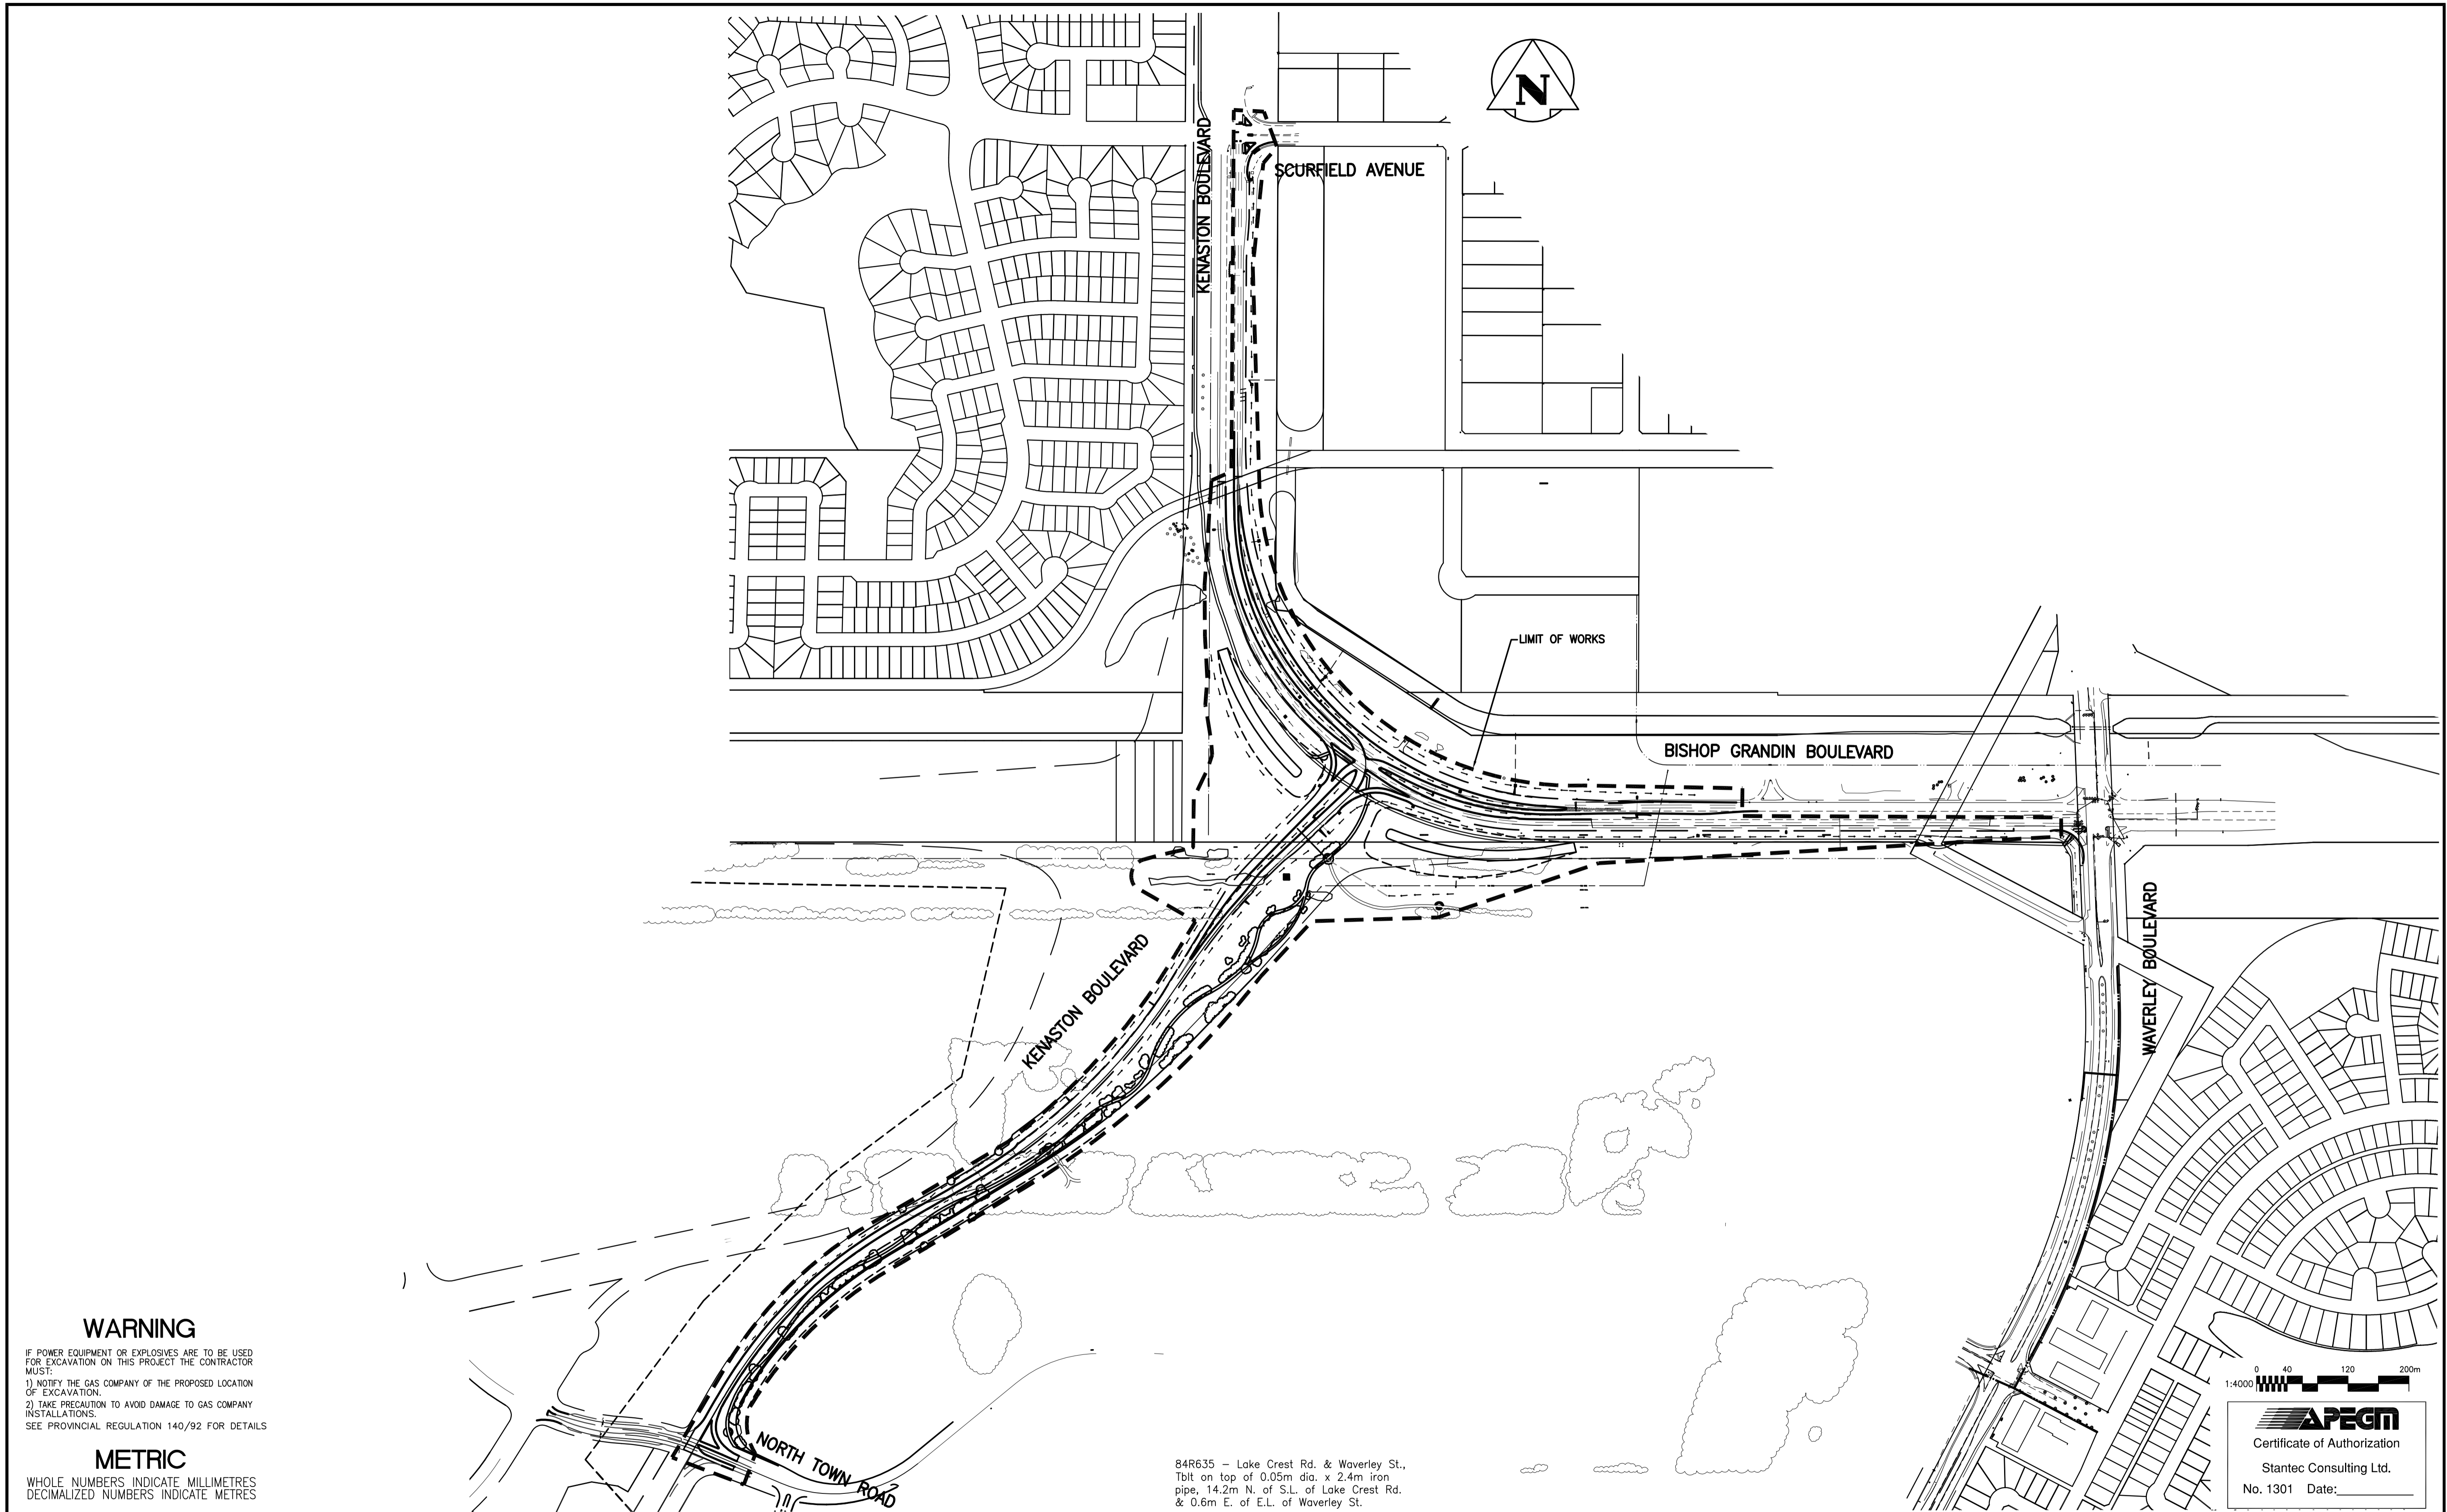 N
KENASTON BOULEVARD
SCURFIELD AVENUE
LIMIT OF WORKS
BISHOP GRANDIN BOULEVARD
WAVERLEY BOULEVARD
KENASTON BOULEVARD
NORTH TOWN ROAD
WARNING
IF POWER EQUIPMENT OR EXPLOSIVES ARE TO BE USED
FOR EXCAVATION ON THIS PROJECT THE CONTRACTOR
MUST:
1) NOTIFY THE GAS COMPANY OF THE PROPOSED LOCATION
OF EXCAVATION.
2) TAKE PRECAUTION TO AVOID DAMAGE TO GAS COMPANY
INSTALLATIONS.
SEE PROVINCIAL REGULATION 140/92 FOR DETAILS
METRIC
WHOLE NUMBERS INDICATE MILLIMETRES
DECIMALIZED NUMBERS INDICATE METRES
84R635 – Lake Crest Rd. & Waverley St.,
Tblt on top of 0.05m dia. x 2.4m iron
pipe, 14.2m N. of S.L. of Lake Crest Rd.
& 0.6m E. of E.L. of Waverley St.
0 40 120 200m
1:4000
APEGM
Certificate of Authorization
Stantec Consulting Ltd.
No. 1301 Date:____________